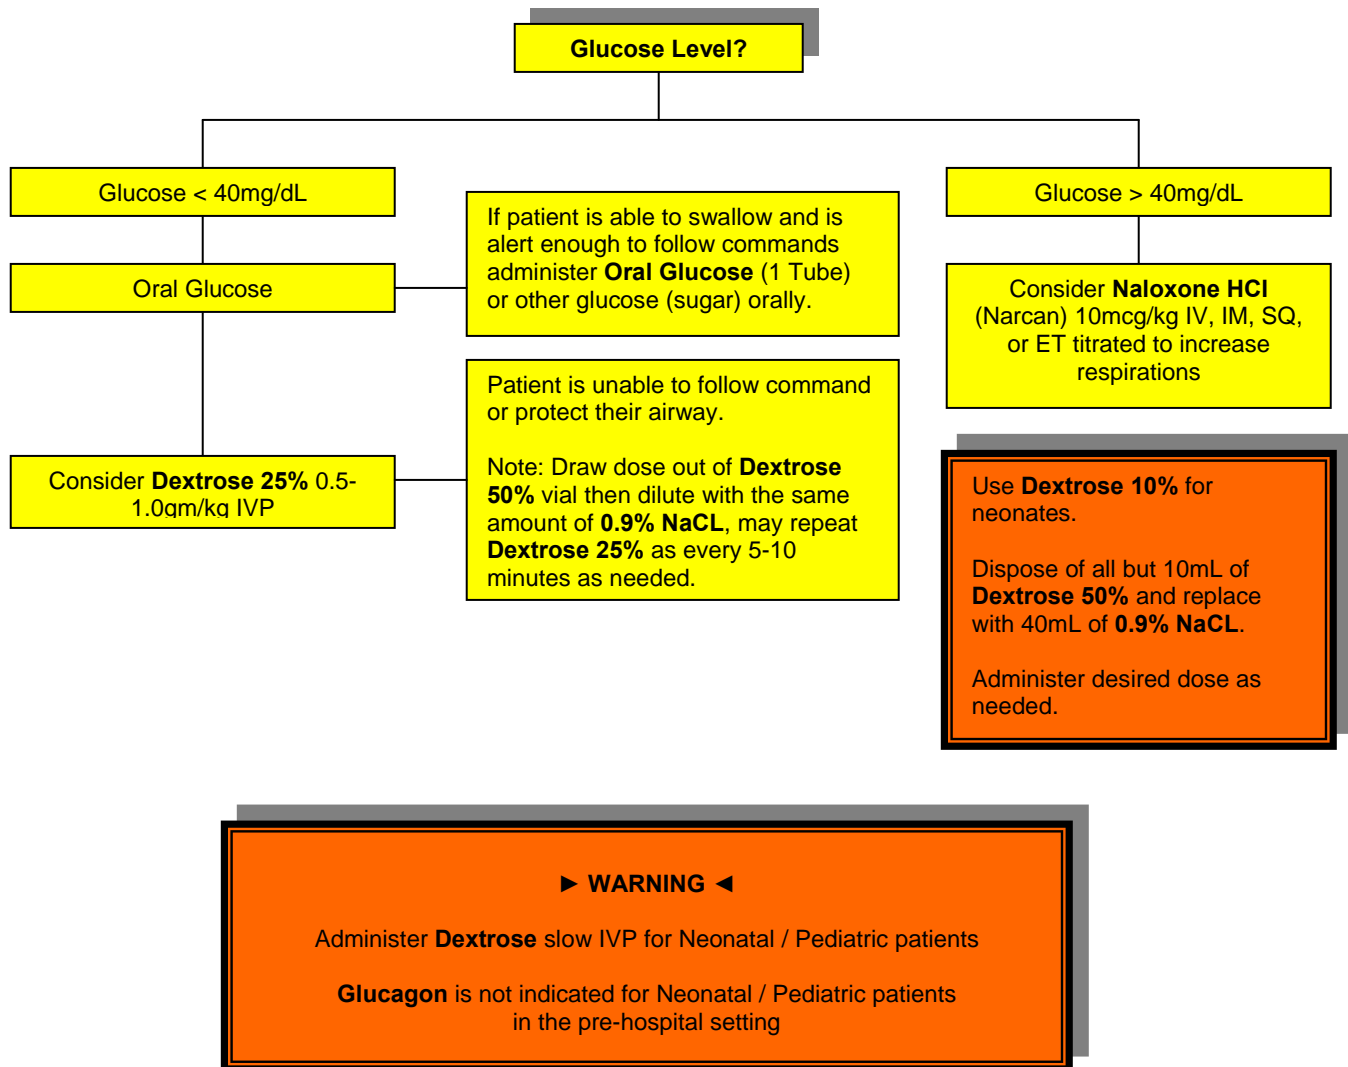 Glucose Level?
Glucose < 40mg/dL
Glucose > 40mg/dL
Oral Glucose
If patient is able to swallow and is
alert enough to follow commands
administer Oral Glucose (1 Tube)
or other glucose (sugar) orally.
Consider Naloxone HCl
(Narcan) 10mcg/kg IV, IM, SQ,
or ET titrated to increase
respirations
Consider Dextrose 25% 0.5-
1.0gm/kg IVP
Patient is unable to follow command
or protect their airway.
Note: Draw dose out of Dextrose
50% vial then dilute with the same
amount of 0.9% NaCL, may repeat
Dextrose 25% as every 5-10
minutes as needed.
Use Dextrose 10% for
neonates.
Dispose of all but 10mL of
Dextrose 50% and replace
with 40mL of 0.9% NaCL.
Administer desired dose as
needed.
► WARNING ◄
Administer Dextrose slow IVP for Neonatal / Pediatric patients
Glucagon is not indicated for Neonatal / Pediatric patients
in the pre-hospital setting